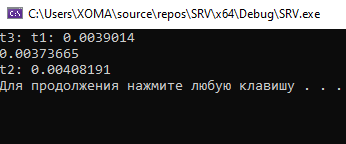 C:\Users\XOMA\source\repos\SRV\x64\Debug\SRV.exe
t3: t1: 0.0039014
0.00373665
t2: 0.00408191
Для продолжения нажмите любую клавишу . . .